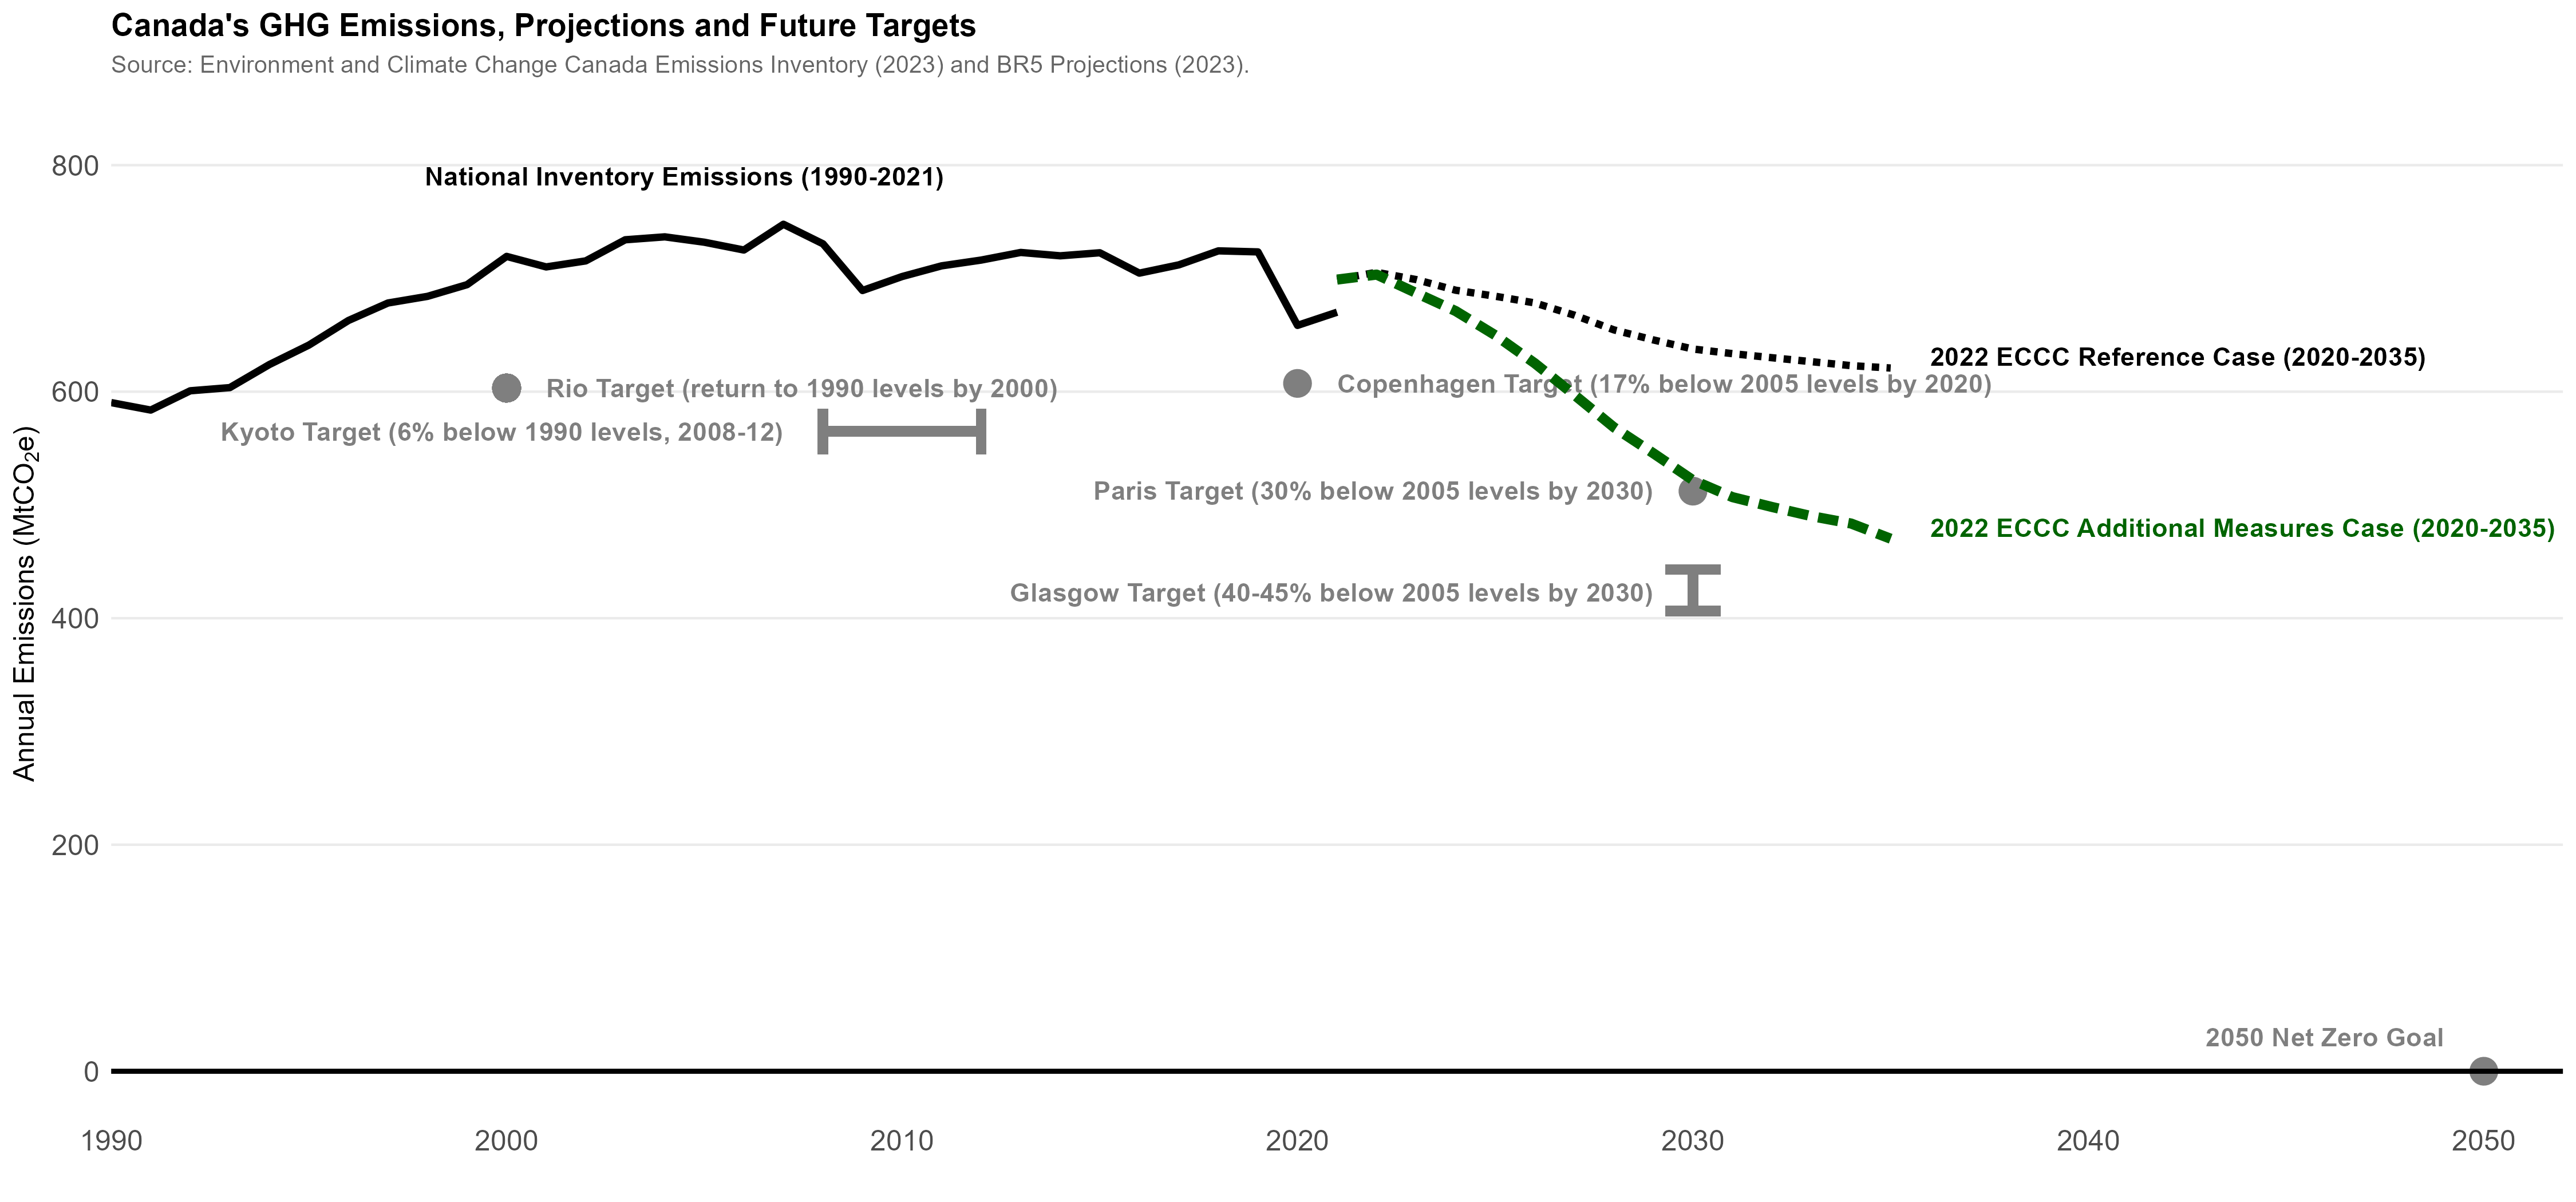 Canada's GHG Emissions, Projections and Future Targets
Source: Environment and Climate Change Canada Emissions Inventory (2023) and BR5 Projections (2023).
Annual Emissions (MtCO₂e)
800
National Inventory Emissions (1990-2021)
2022 ECCC Reference Case (2020-2035)
600
Rio Target (return to 1990 levels by 2000)
Copenhagen Target (17% below 2005 levels by 2020)
Kyoto Target (6% below 1990 levels, 2008-12)
Paris Target (30% below 2005 levels by 2030)
2022 ECCC Additional Measures Case (2020-2035)
Glasgow Target (40-45% below 2005 levels by 2030)
400
200
2050 Net Zero Goal
0
1990 2000 2010 2020 2030 2040 2050